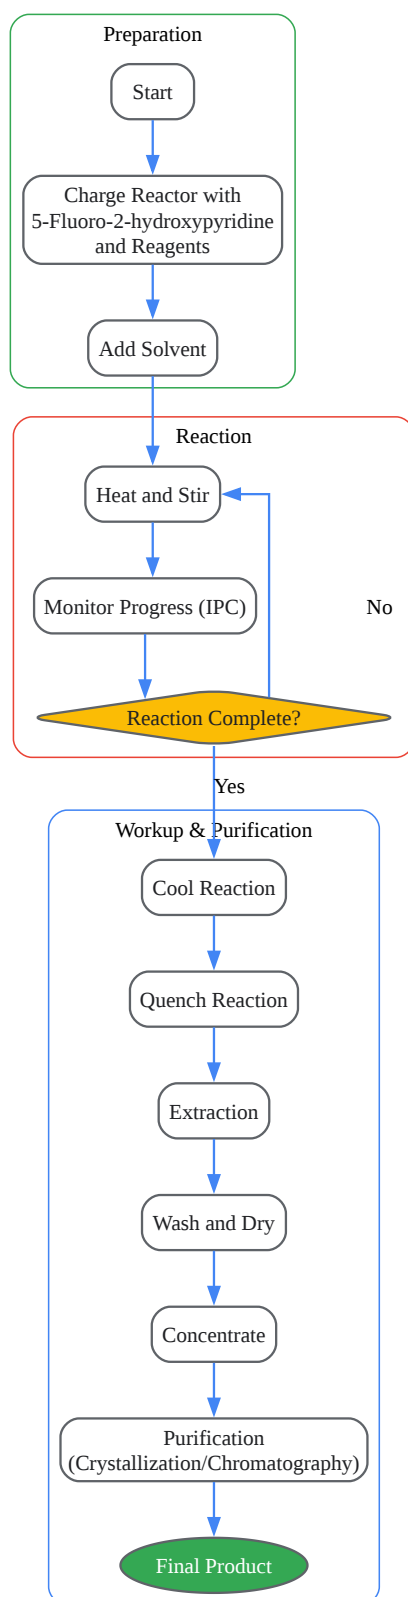 Preparation
Start
Charge Reactor with
5-Fluoro-2-hydroxypyridine
and Reagents
Add Solvent
Reaction
Heat and Stir
Monitor Progress (IPC)
No
Reaction Complete?
Yes
Workup & Purification
Cool Reaction
Quench Reaction
Extraction
Wash and Dry
Concentrate
Purification
(Crystallization/Chromatography)
Final Product